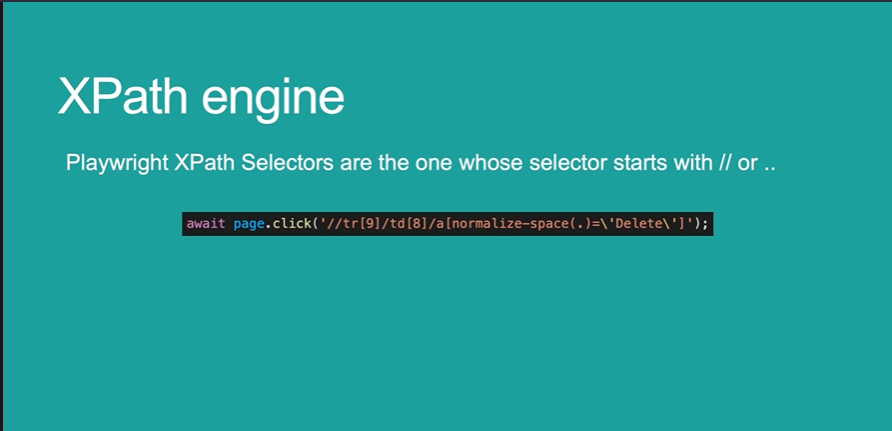 XPath engine
Playwright XPath Selectors are the one whose selector starts with // or ..
await page.click('//tr[9]/td[8]/a[normalize-space(.)=\'Delete\']');